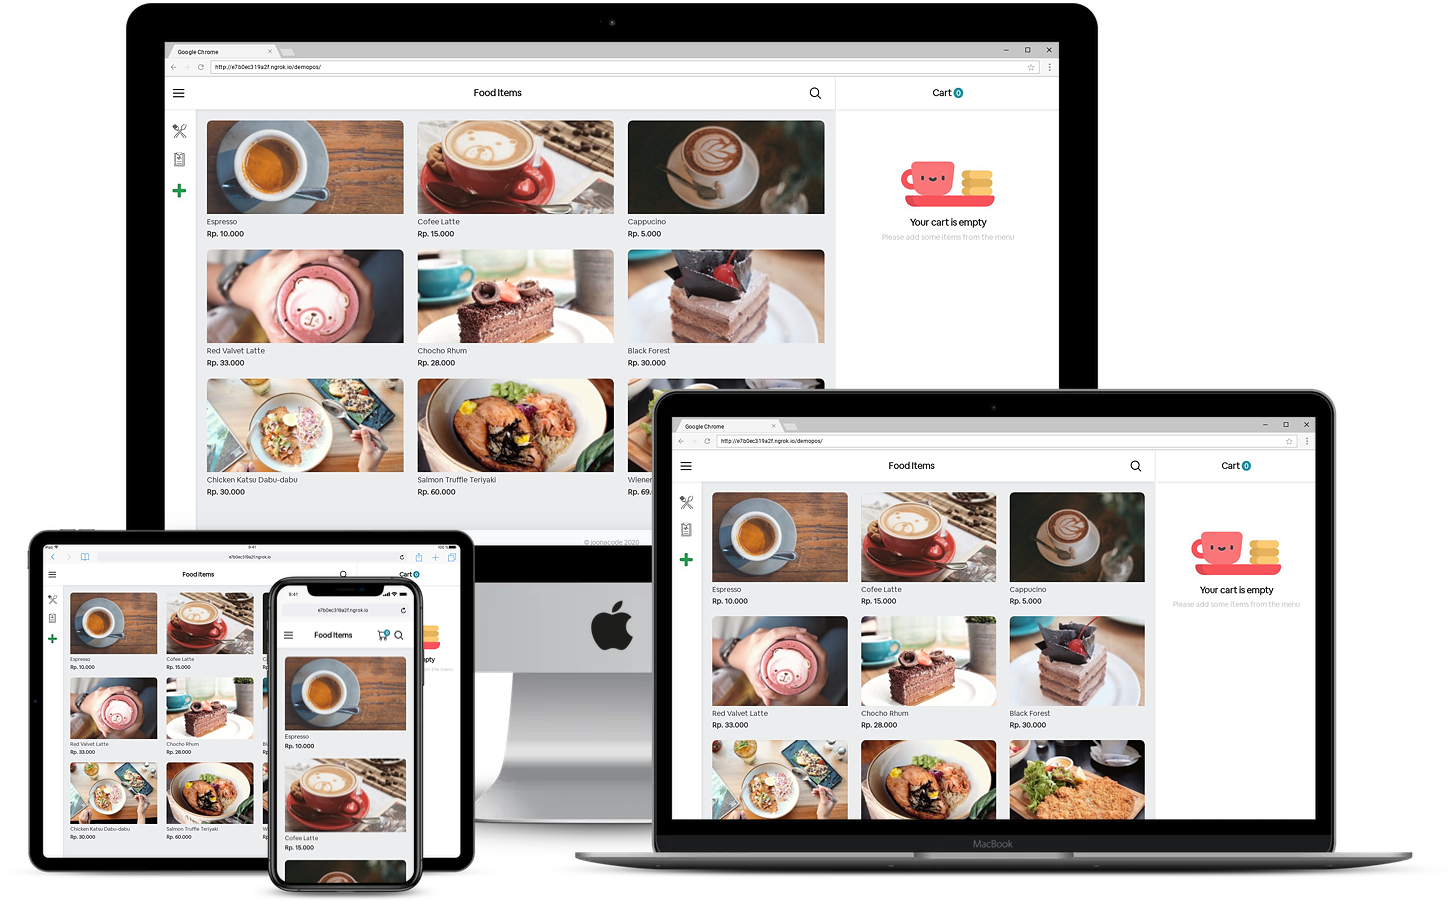 Google Chrome
http://e7b0ec319a2f.ngrok.io/demopos/
Food Items
Cart 0
Espresso
Rp. 10.000
Cofee Latte
Rp. 15.000
Cappucino
Rp. 5.000
Your cart is empty
Please add some items from the menu
Red Valvet Latte
Rp. 33.000
Chocho Rhum
Rp. 28.000
Black Forest
Rp. 30.000
Chicken Katsu Dabu-dabu
Rp. 30.000
Salmon Truffle Teriyaki
Rp. 60.000
Wiener
Rp. 69.
© joonacode 2020
Google Chrome
http://e7b0ec319a2f.ngrok.io/demopos/
Food Items
Cart 0
Espresso
Rp. 10.000
Cofee Latte
Rp. 15.000
Cappucino
Rp. 5.000
Your cart is empty
Please add some items from the menu
Red Valvet Latte
Rp. 33.000
Chocho Rhum
Rp. 28.000
Black Forest
Rp. 30.000
MacBook
iPad
9:41
100 %
e7b0ec319a2f.ngrok.io
Food Items
Cart 0
Espresso
Rp. 10.000
Cofee Latte
Rp. 15.000
mpty
from the menu
Red Valvet Latte
Rp. 33.000
Chocho Rhum
Rp. 28.000
Chicken Katsu Dabu-dabu
Rp. 30.000
Salmon Truffle Teriyaki
Rp. 60.000
9:41
e7b0ec319a2f.ngrok.io
Food Items
0
Espresso
Rp. 10.000
Cofee Latte
Rp. 15.000